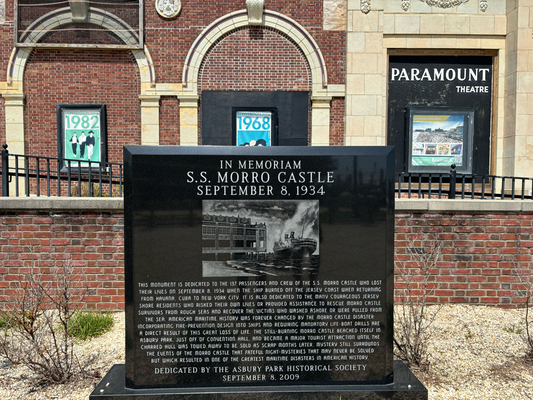 1982
1968
PARAMOUNT
THEATRE
IN MEMORIAM
S.S. MORRO CASTLE
SEPTEMBER 8, 1934
THIS MONUMENT IS DEDICATED TO THE 137 PASSENGERS AND CREW OF THE S.S. MORRO CASTLE WHO LOST
THEIR LIVES ON SEPTEMBER 8, 1934 WHEN THE SHIP BURNED OFF THE JERSEY COAST WHEN RETURNING
FROM HAVANA, CUBA TO NEW YORK CITY. IT IS ALSO DEDICATED TO THE MANY COURAGEOUS JERSEY
SHORE RESIDENTS WHO RISKED THEIR OWN LIVES OR PROVIDED ASSISTANCE TO RESCUE MORRO CASTLE
SURVIVORS FROM ROUGH SEAS AND RECOVER THE VICTIMS WHO WASHED ASHORE OR WERE PULLED FROM
THE SEA. AMERICAN MARITIME HISTORY WAS FOREVER CHANGED BY THE MORRO CASTLE DISASTER
INCORPORATING FIRE-PREVENTION DESIGN INTO SHIPS AND REQUIRING MANDATORY LIFE BOAT DRILLS ARE
A DIRECT RESULT OF THIS GREAT LOSS OF LIFE. THE STILL-BURNING MORRO CASTLE BEACHED ITSELF IN
ASBURY PARK, JUST OFF OF CONVENTION HALL, AND BECAME A MAJOR TOURIST ATTRACTION UNTIL THE
CHARRED HULL WAS TOWED AWAY TO BE SOLD AS SCRAP MONTHS LATER. MYSTERY STILL SURROUNDS
THE EVENTS OF THE MORRO CASTLE THAT FATEFUL NIGHT-MYSTERIES THAT MAY NEVER BE SOLVED
BUT WHICH RESULTED IN ONE OF THE GREATEST MARITIME DISASTERS IN AMERICAN HISTORY
DEDICATED BY THE ASBURY PARK HISTORICAL SOCIETY
SEPTEMBER 8, 2009